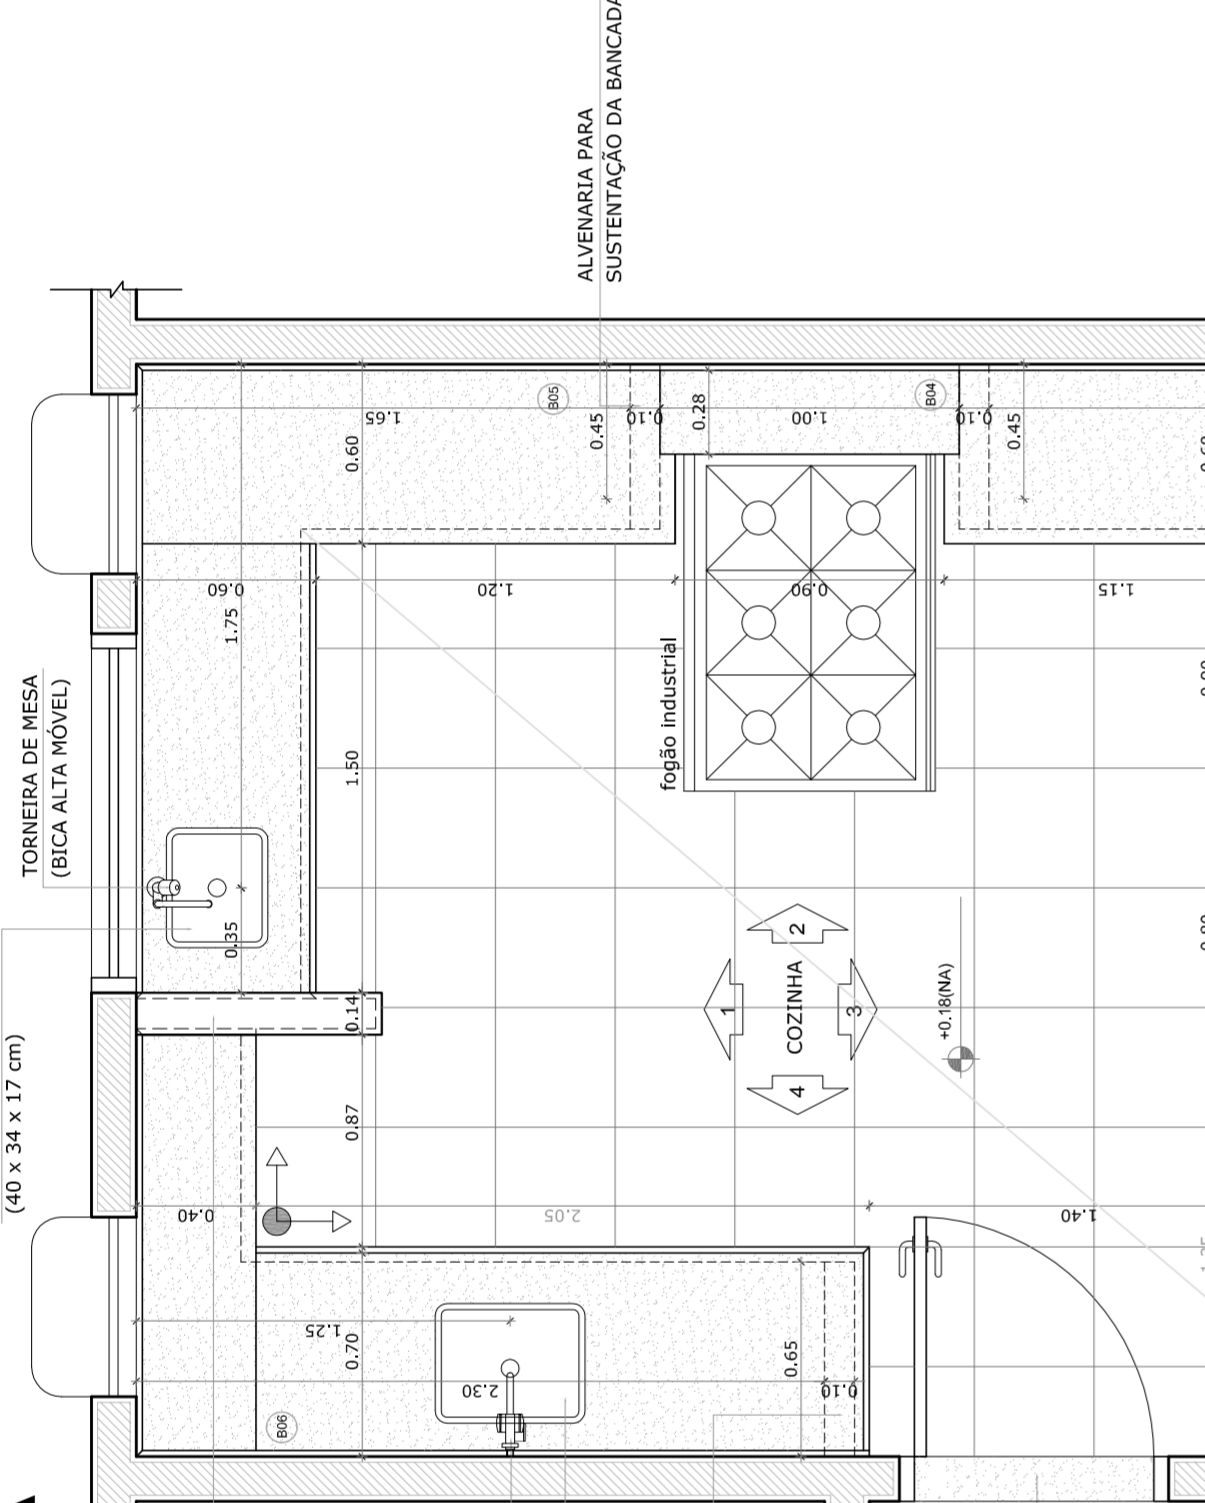 ALVENARIA PARA
SUSTENTAÇÃO DA BANCADA
TORNEIRA DE MESA
(BICA ALTA MÓVEL)
(40 x 34 x 17 cm)
B05
B04
1.65
0.45
0.10
0.28
1.00
0.10
0.45
0.60
0.60
1.75
1.20
0.90
1.15
fogão industrial
1.50
0.35
0.14
2
COZINHA
1
3
4
+0.18(NA)
0.87
0.40
2.05
1.40
1.25
0.70
2.30
0.65
0.10
B06